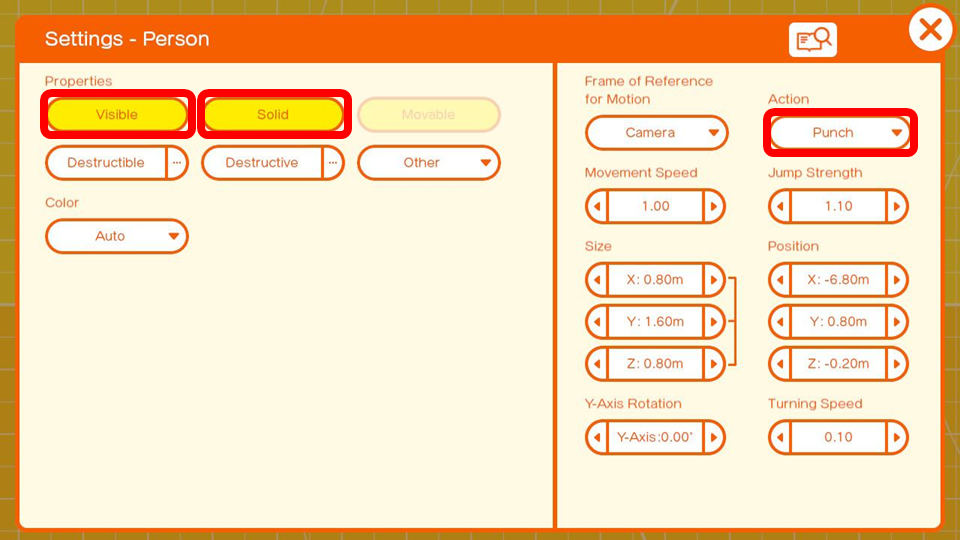 Settings - Person
Properties
Visible
Solid
Movable
Destructible ...
Destructive ...
Other
Color
Auto
Frame of Reference
for Motion
Camera
Action
Punch
Movement Speed
1.00
Jump Strength
1.10
Size
X: 0.80m
Y: 1.60m
Z: 0.80m
Position
X: -6.80m
Y: 0.80m
Z: -0.20m
Y-Axis Rotation
Y-Axis:0.00°
Turning Speed
0.10